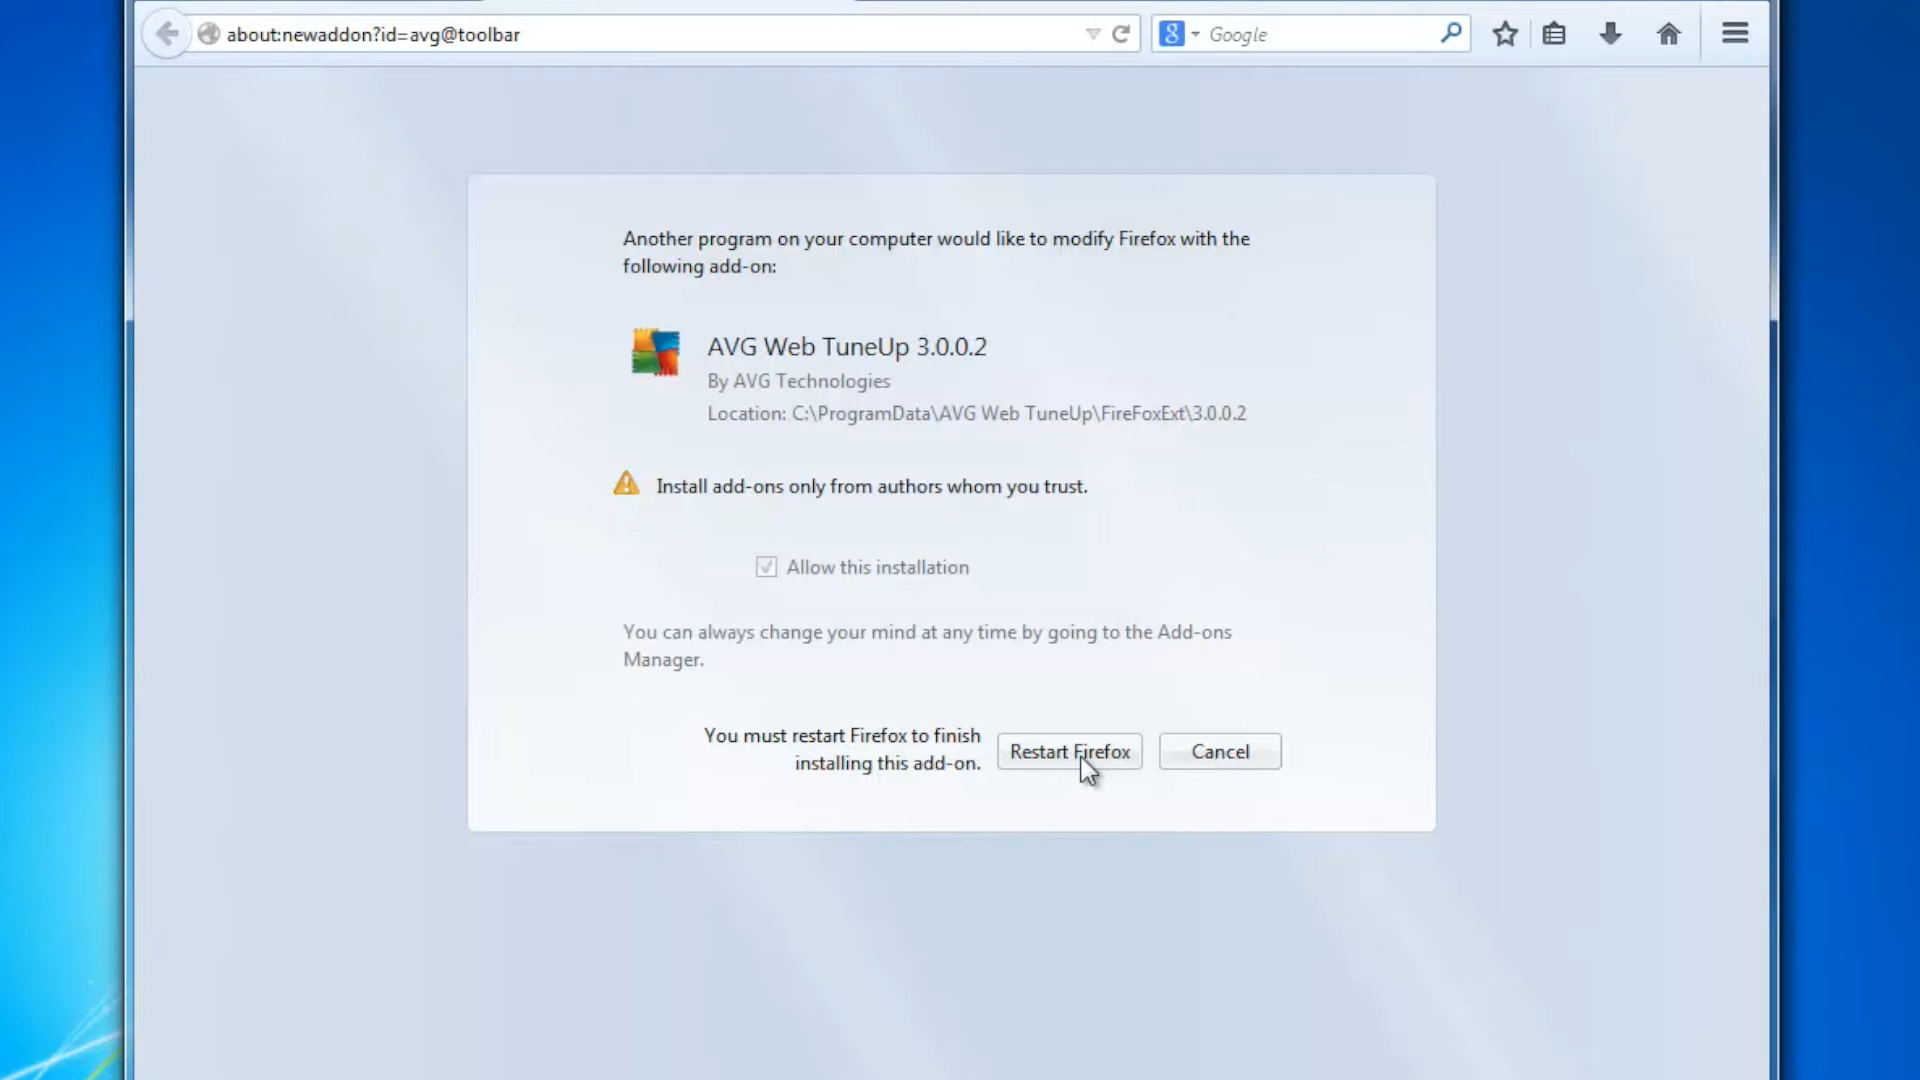 about:newaddon?id=avg@toolbar
8 Google
Another program on your computer would like to modify Firefox with the
following add-on:
AVG Web TuneUp 3.0.0.2
By AVG Technologies
Location: C:\ProgramData\AVG Web TuneUp\FireFoxExt\3.0.0.2
Install add-ons only from authors whom you trust.
Allow this installation
You can always change your mind at any time by going to the Add-ons
Manager.
You must restart Firefox to finish
installing this add-on.
Restart Firefox
Cancel